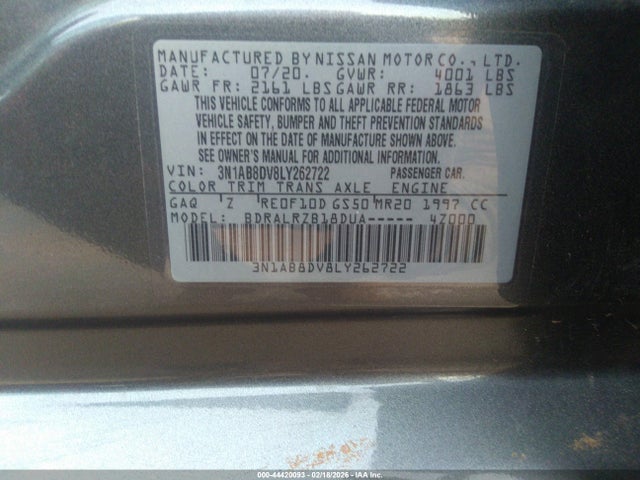 MANUFACTURED BY NISSAN MOTOR CO., LTD.
DATE: 07/20. GVWR: 4001 LBS
GAWR FR: 2161 LBS GAWR RR: 1863 LBS
THIS VEHICLE CONFORMS TO ALL APPLICABLE FEDERAL MOTOR
VEHICLE SAFETY, BUMPER AND THEFT PREVENTION STANDARDS
IN EFFECT ON THE DATE OF MANUFACTURE SHOWN ABOVE.
SEE OWNER'S MANUAL FOR ADDITIONAL INFORMATION.
VIN: 3N1AB8DV8LY262722 PASSENGER CAR.
COLOR TRIM TRANS AXLE ENGINE
GAQ Z RE0F10D GS50 MR20 1997 CC
MODEL: BDRALRZB18DUA----- 4Z000
3N1AB8DV8LY262722
000-44420093 - 02/18/2026 - IAAI.COM